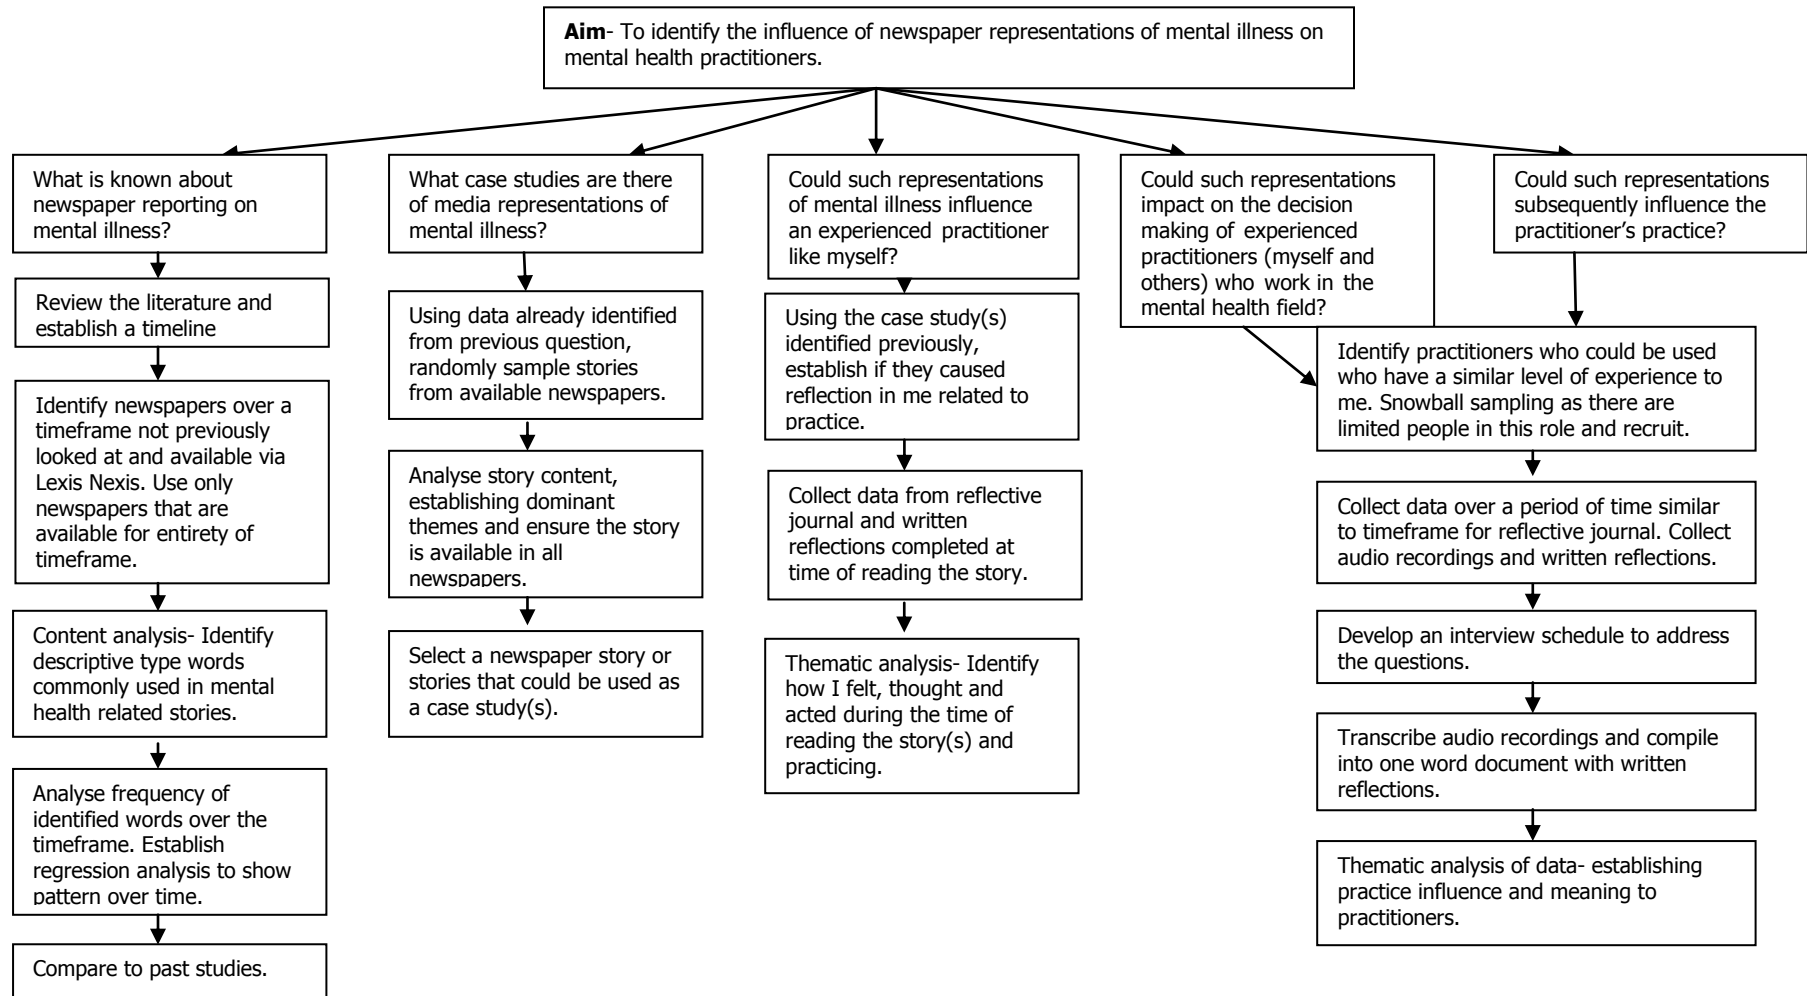 Aim- To identify the influence of newspaper representations of mental illness on
mental health practitioners.
What is known about
newspaper reporting on
mental illness?
Review the literature and
establish a timeline
Identify newspapers over a
timeframe not previously
looked at and available via
Lexis Nexis. Use only
newspapers that are
available for entirety of
timeframe.
Content analysis- Identify
descriptive type words
commonly used in mental
health related stories.
Analyse frequency of
identified words over the
timeframe. Establish
regression analysis to show
pattern over time.
Compare to past studies.
What case studies are there
of media representations of
mental illness?
Using data already identified
from previous question,
randomly sample stories
from available newspapers.
Analyse story content,
establishing dominant
themes and ensure the story
is available in all
newspapers.
Select a newspaper story or
stories that could be used as
a case study(s).
Could such representations
of mental illness influence
an experienced practitioner
like myself?
Using the case study(s)
identified previously,
establish if they caused
reflection in me related to
practice.
Collect data from reflective
journal and written
reflections completed at
time of reading the story.
Thematic analysis- Identify
how I felt, thought and
acted during the time of
reading the story(s) and
practicing.
Could such representations
impact on the decision
making of experienced
practitioners (myself and
others) who work in the
mental health field?
Could such representations
subsequently influence the
practitioner's practice?
Identify practitioners who could be used
who have a similar level of experience to
me. Snowball sampling as there are
limited people in this role and recruit.
Collect data over a period of time similar
to timeframe for reflective journal. Collect
audio recordings and written reflections.
Develop an interview schedule to address
the questions.
Transcribe audio recordings and compile
into one word document with written
reflections.
Thematic analysis of data- establishing
practice influence and meaning to
practitioners.